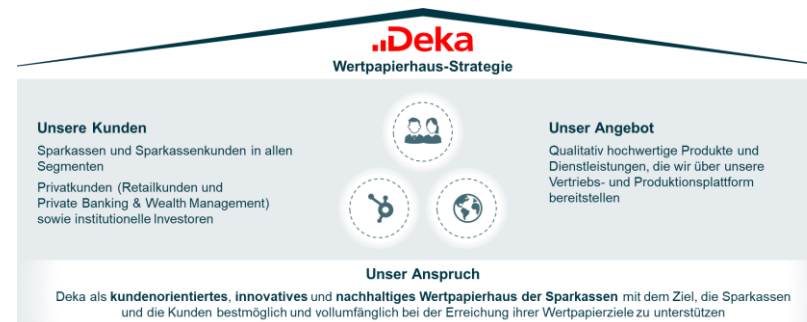 Deka
Wertpapierhaus-Strategie
Unsere Kunden
Sparkassen und Sparkassenkunden in allen
Segmenten
Privatkunden (Retailkunden und
Private Banking & Wealth Management)
sowie institutionelle Investoren
Unser Angebot
Qualitativ hochwertige Produkte und
Dienstleistungen, die wir über unsere
Vertriebs- und Produktionsplattform
bereitstellen
Unser Anspruch
Deka als kundenorientiertes, innovatives und nachhaltiges Wertpapierhaus der Sparkassen mit dem Ziel, die Sparkassen
und die Kunden bestmöglich und vollumfänglich bei der Erreichung ihrer Wertpapierziele zu unterstützen